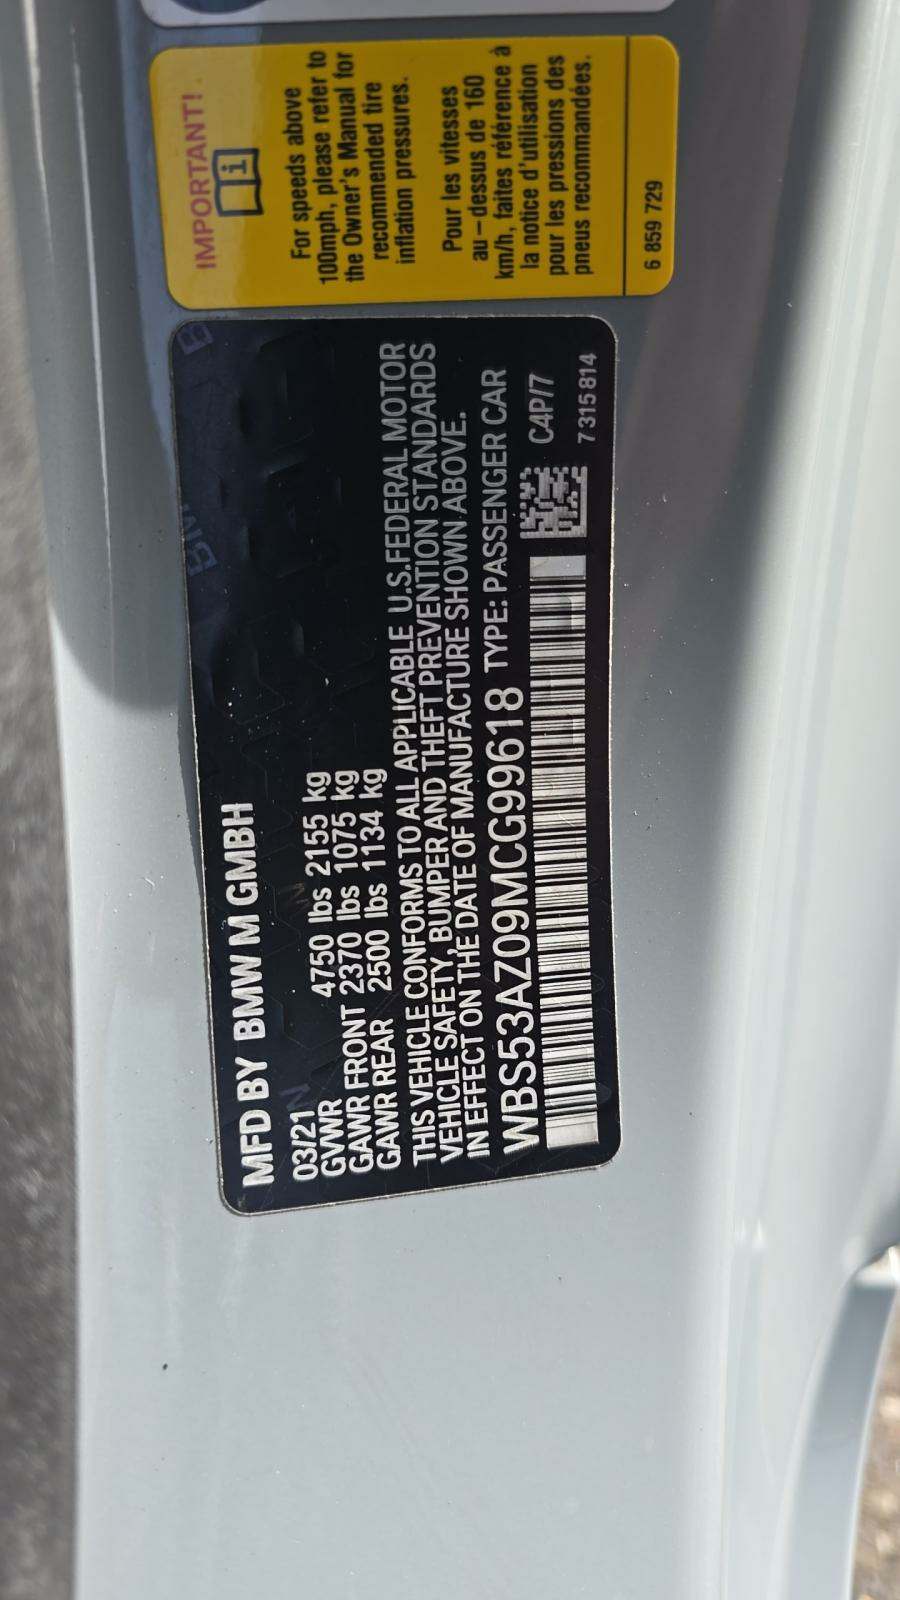 IMPORTANT!
For speeds above
100mph, please refer to
the Owner's Manual for
recommended tire
inflation pressures.
Pour les vitesses
au-dessus de 160
km/h, faites référence à
la notice d'utilisation
pour les pressions des
pneus recommandées.
6 859 729
MFD BY BMW M GMBH
03/21
GVWR 4750 lbs 2155 kg
GAWR FRONT 2370 lbs 1075 kg
GAWR REAR 2500 lbs 1134 kg
THIS VEHICLE CONFORMS TO ALL APPLICABLE U.S.FEDERAL MOTOR
VEHICLE SAFETY, BUMPER AND THEFT PREVENTION STANDARDS
IN EFFECT ON THE DATE OF MANUFACTURE SHOWN ABOVE.
WBS53AZ09MCG99618 TYPE: PASSENGER CAR
C4P/7
7 315 814